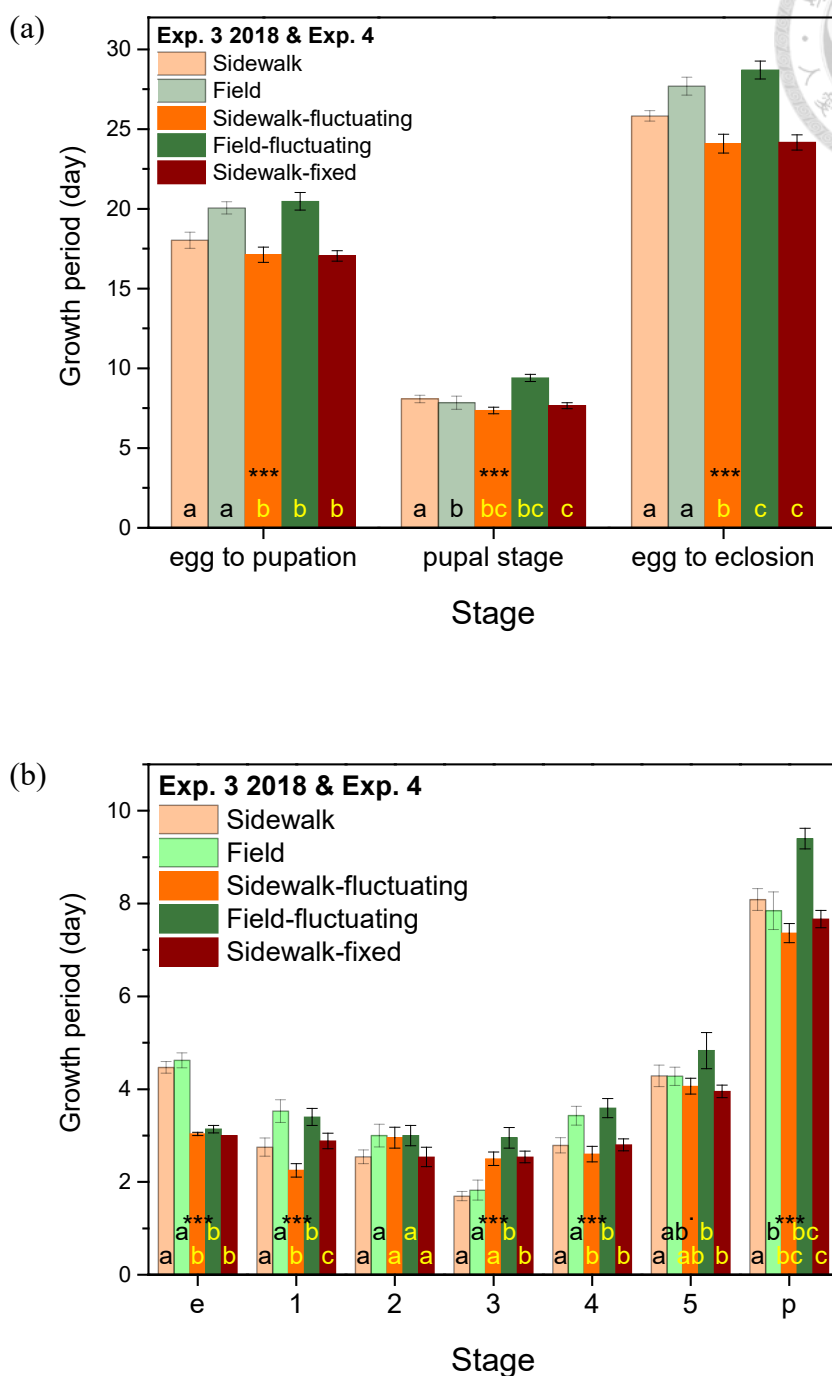 (a)
Exp. 3 2018 & Exp. 4
Sidewalk
Field
Sidewalk-fluctuating
Field-fluctuating
Sidewalk-fixed
30
25
20
15
10
5
0
Growth period (day)
*** *** ***
a a b b b a b bc bc c a a b c c
egg to pupation pupal stage egg to eclosion
Stage
(b)
Exp. 3 2018 & Exp. 4
Sidewalk
Field
Sidewalk-fluctuating
Field-fluctuating
Sidewalk-fixed
10
8
6
4
2
0
Growth period (day)
a***b a***b a a a***b a***b ab. b b***bc
a b b a b c a a a a a b a b b a ab b a bc c
e 1 2 3 4 5 p
Stage